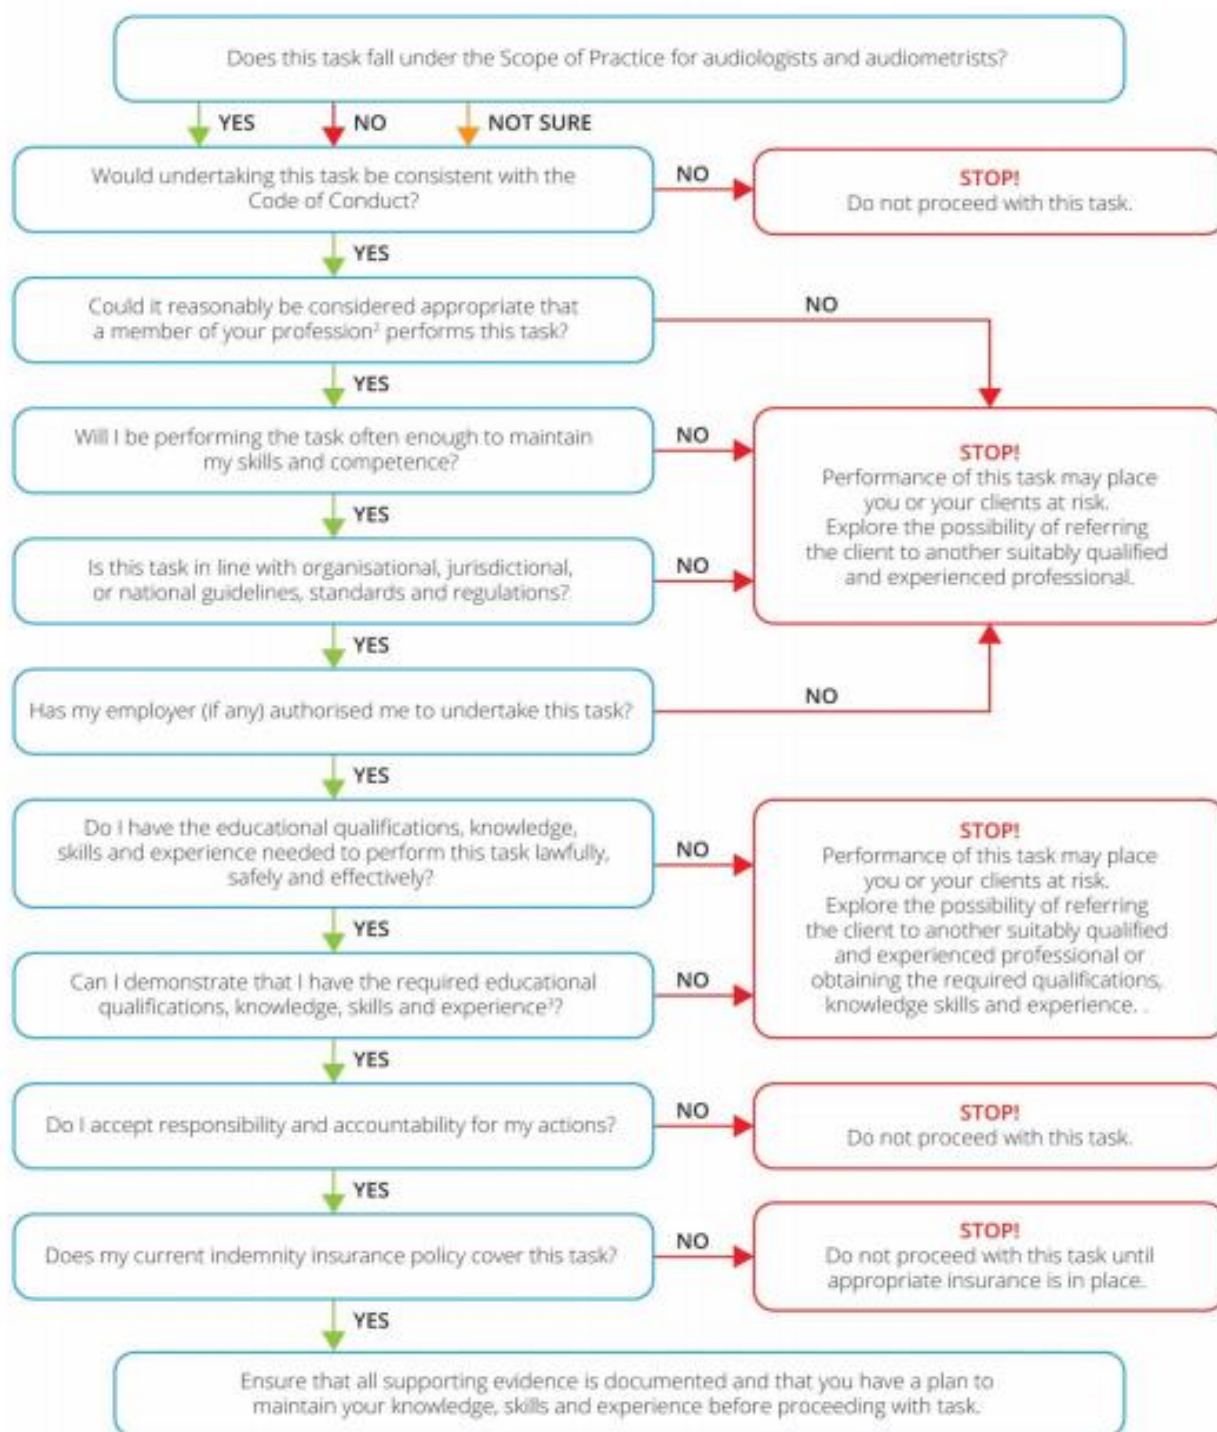 Does this task fall under the Scope of Practice for audiologists and audiometrists?
YES
NO
NOT SURE
Would undertaking this task be consistent with the
Code of Conduct?
NO
STOP!
Do not proceed with this task.
YES
Could it reasonably be considered appropriate that
a member of your profession² performs this task?
NO
YES
Will I be performing the task often enough to maintain
my skills and competence?
NO
STOP!
Performance of this task may place
you or your clients at risk.
Explore the possibility of referring
the client to another suitably qualified
and experienced professional.
YES
Is this task in line with organisational, jurisdictional,
or national guidelines, standards and regulations?
NO
YES
Has my employer (if any) authorised me to undertake this task?
NO
YES
Do I have the educational qualifications, knowledge,
skills and experience needed to perform this task lawfully,
safely and effectively?
NO
STOP!
Performance of this task may place
you or your clients at risk.
Explore the possibility of referring
the client to another suitably qualified
and experienced professional or
obtaining the required qualifications,
knowledge skills and experience. .
YES
Can I demonstrate that I have the required educational
qualifications, knowledge, skills and experience³?
NO
YES
Do I accept responsibility and accountability for my actions?
NO
STOP!
Do not proceed with this task.
YES
Does my current indemnity insurance policy cover this task?
NO
STOP!
Do not proceed with this task until
appropriate insurance is in place.
YES
Ensure that all supporting evidence is documented and that you have a plan to
maintain your knowledge, skills and experience before proceeding with task.